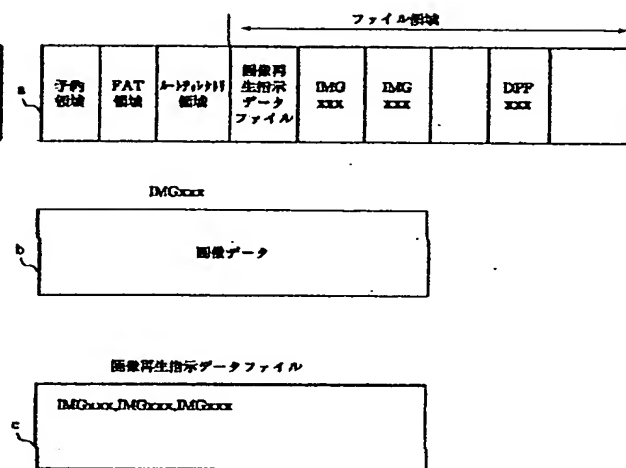 ファイル領域
a
予約
領域
FAT
領域
ルートディレクトリ
領域
画像再
生指示
データ
ファイル
IMG
xxx
IMG
xxx
DPF
xxx
IMGxxx
b
画像データ
画像再生指示データファイル
c
IMGxxx,IMGxxx,IMGxxx